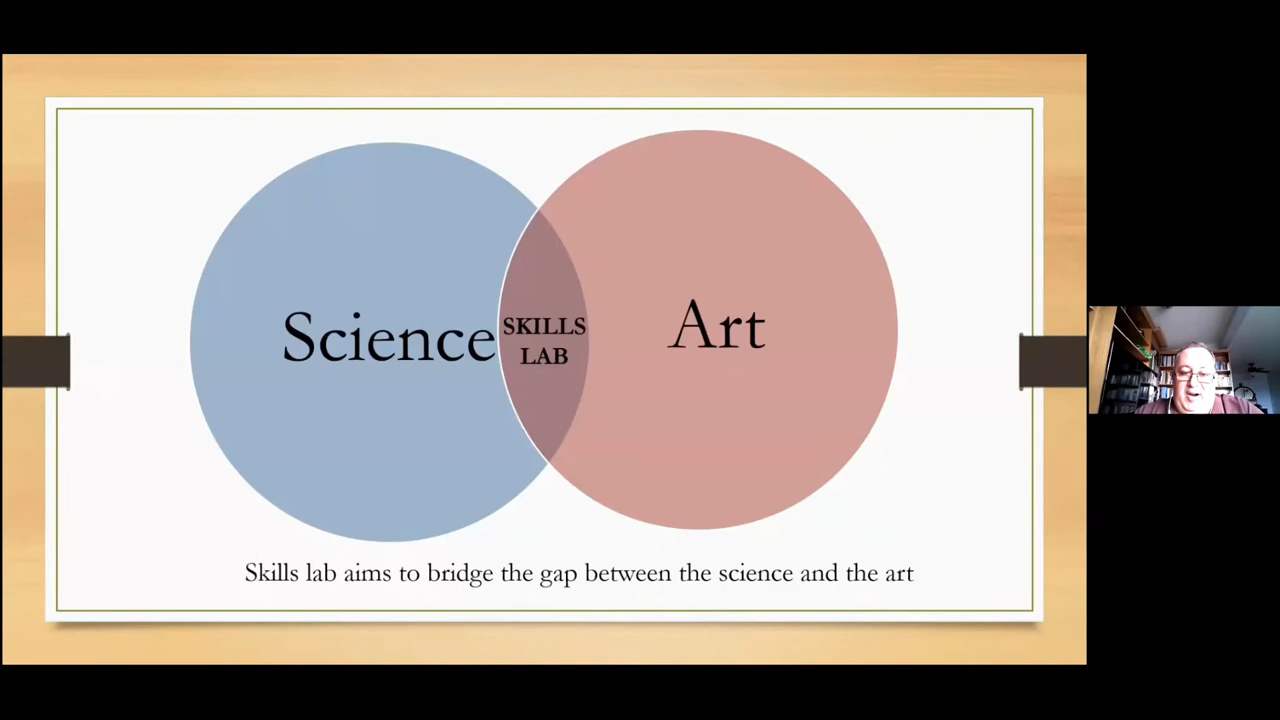 Science
SKILLS
LAB
Art
Skills lab aims to bridge the gap between the science and the art